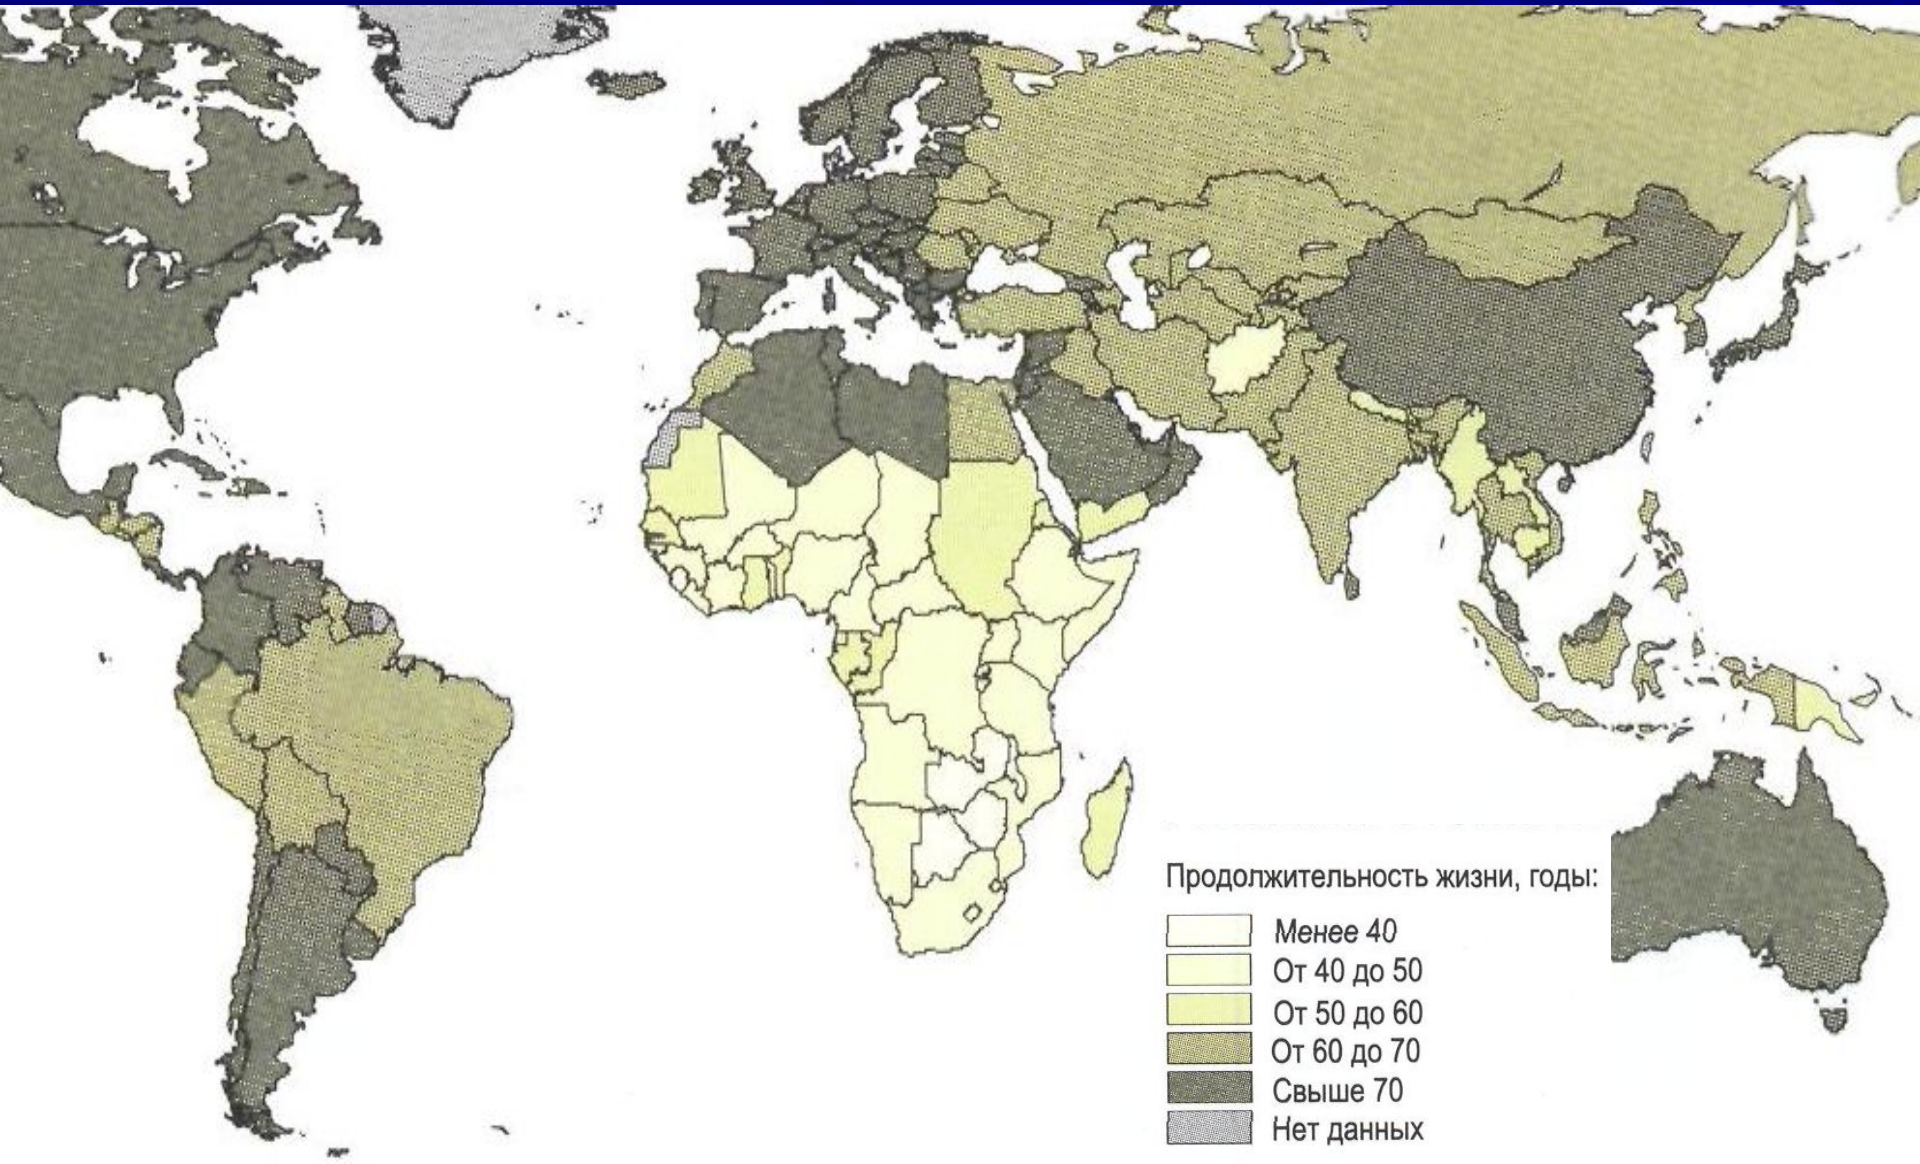 Продолжительность жизни, годы:
Менее 40
От 40 до 50
От 50 до 60
От 60 до 70
Свыше 70
Нет данных